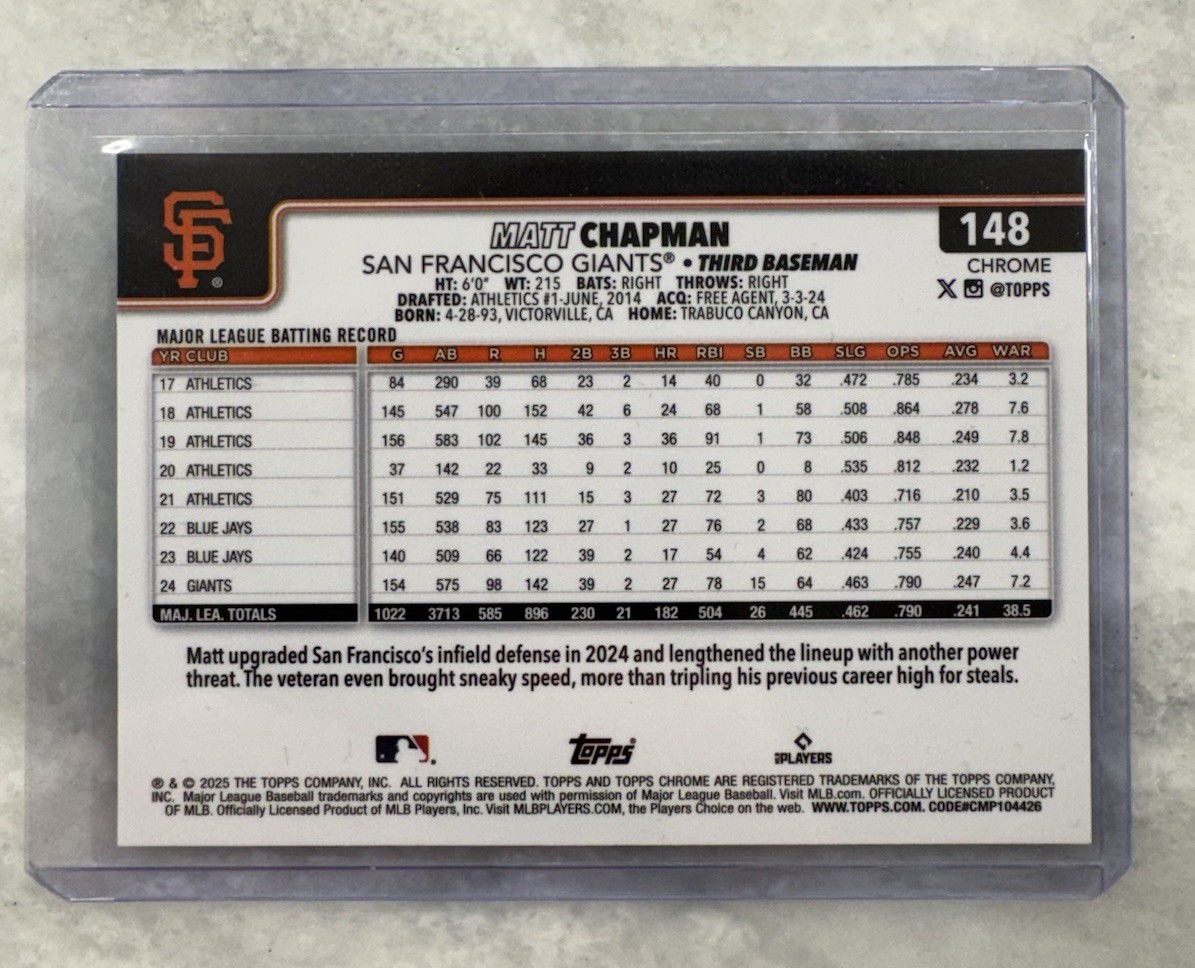 SF®
MATT CHAPMAN
148
SAN FRANCISCO GIANTS® • THIRD BASEMAN
CHROME
HT: 6'0" WT: 215 BATS: RIGHT THROWS: RIGHT
@TOPPS
DRAFTED: ATHLETICS #1-JUNE, 2014 ACQ: FREE AGENT, 3-3-24
BORN: 4-28-93, VICTORVILLE, CA HOME: TRABUCO CANYON, CA
MAJOR LEAGUE BATTING RECORD
YR CLUB G AB R H 2B 3B HR RBI SB BB SLG OPS AVG WAR
17 ATHLETICS 84 290 39 68 23 2 14 40 0 32 .472 .785 .234 3.2
18 ATHLETICS 145 547 100 152 42 6 24 68 1 58 .508 .864 .278 7.6
19 ATHLETICS 156 583 102 145 36 3 36 91 1 73 .506 .848 .249 7.8
20 ATHLETICS 37 142 22 33 9 2 10 25 0 8 .535 .812 .232 1.2
21 ATHLETICS 151 529 75 111 15 3 27 72 3 80 .403 .716 .210 3.5
22 BLUE JAYS 155 538 83 123 27 1 27 76 2 68 .433 .757 .229 3.6
23 BLUE JAYS 140 509 66 122 39 2 17 54 4 62 .424 .755 .240 4.4
24 GIANTS 154 575 98 142 39 2 27 78 15 64 .463 .790 .247 7.2
MAJ. LEA. TOTALS 1022 3713 585 896 230 21 182 504 26 445 .462 .790 .241 38.5
Matt upgraded San Francisco's infield defense in 2024 and lengthened the lineup with another power
threat. The veteran even brought sneaky speed, more than tripling his previous career high for steals.
Topps®
MLB PLAYERS
® & © 2025 THE TOPPS COMPANY, INC. ALL RIGHTS RESERVED. TOPPS AND TOPPS CHROME ARE REGISTERED TRADEMARKS OF THE TOPPS COMPANY,
INC. Major League Baseball trademarks and copyrights are used with permission of Major League Baseball. Visit MLB.com. OFFICIALLY LICENSED PRODUCT
OF MLB. Officially Licensed Product of MLB Players, Inc. Visit MLBPLAYERS.COM, the Players Choice on the web. WWW.TOPPS.COM. CODE#CMP104426